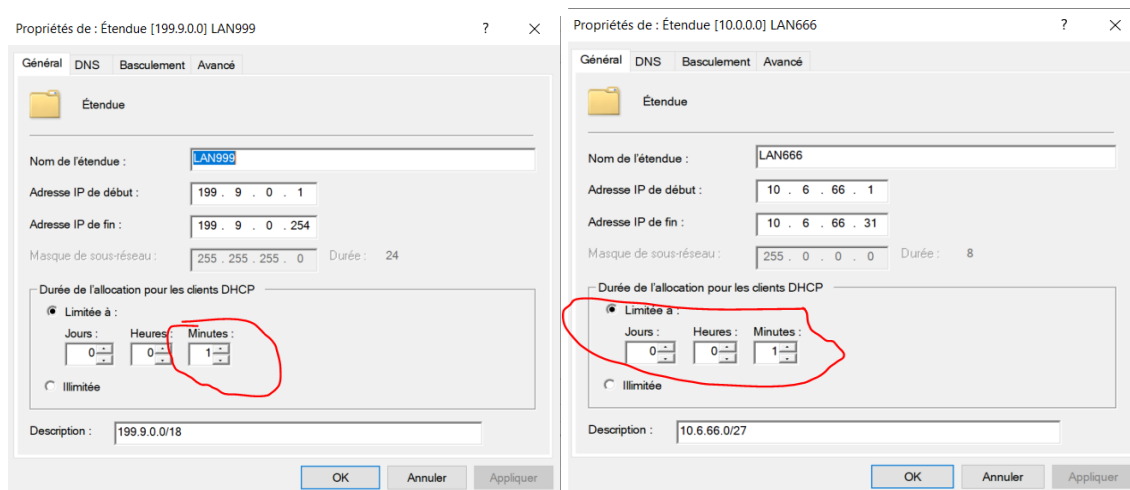 Propriétés de : Étendue [199.9.0.0] LAN999 ? ×
Général DNS Basculement Avancé
Étendue
Nom de l'étendue : LAN999
Adresse IP de début : 199 . 9 . 0 . 1
Adresse IP de fin : 199 . 9 . 0 . 254
Masque de sous-réseau : 255 . 255 . 255 . 0 Durée : 24
Durée de l'allocation pour les clients DHCP
Limitée à :
Jours : Heures : Minutes :
0 0 1
Illimitée
Description : 199.9.0.0/18
OK Annuler Appliquer
Propriétés de : Étendue [10.0.0.0] LAN666 ? ×
Général DNS Basculement Avancé
Étendue
Nom de l'étendue : LAN666
Adresse IP de début : 10 . 6 . 66 . 1
Adresse IP de fin : 10 . 6 . 66 . 31
Masque de sous-réseau : 255 . 0 . 0 . 0 Durée : 8
Durée de l'allocation pour les clients DHCP
Limitée à :
Jours : Heures : Minutes :
0 0 1
Illimitée
Description : 10.6.66.0/27
OK Annuler Appliquer